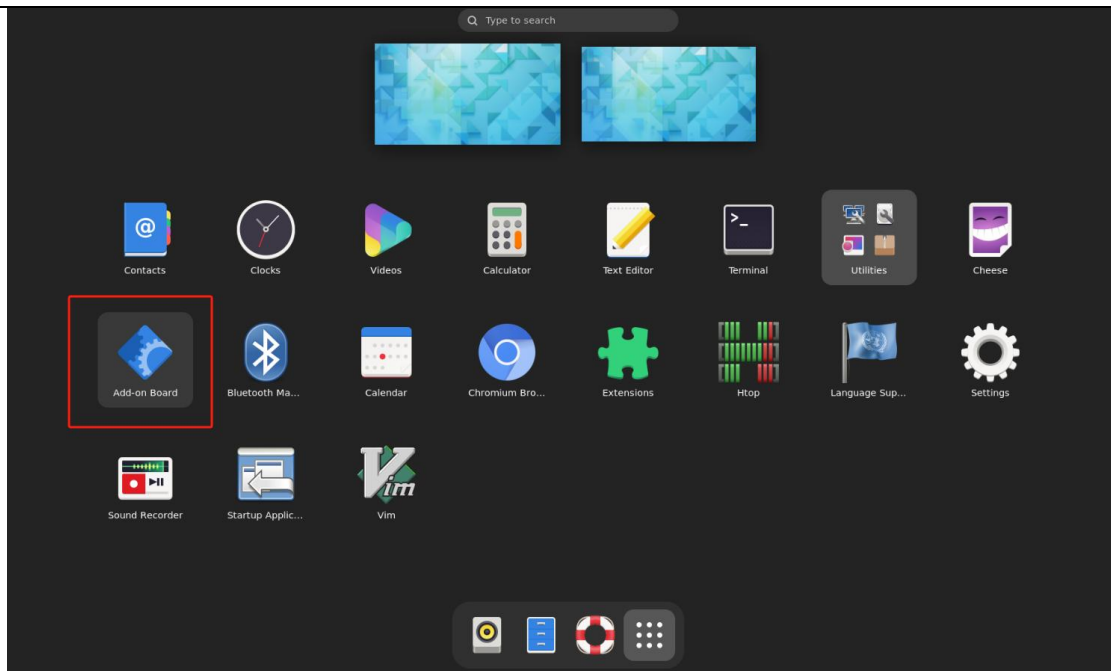 Type to search
@
>_
Contacts
Clocks
Videos
Calculator
Text Editor
Terminal
Utilities
Cheese
Add-on Board
Bluetooth Ma...
Calendar
Chromium Bro...
Extensions
Htop
Language Sup...
Settings
Vim
Sound Recorder
Startup Applic...
Vim